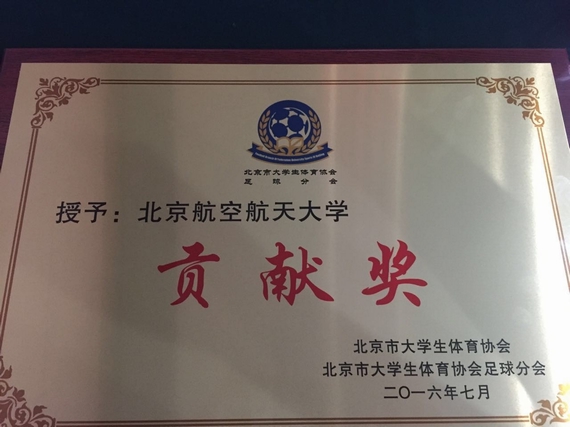 北京市大学生体育协会
足球分会
授予：北京航空航天大学
贡献奖
北京市大学生体育协会
北京市大学生体育协会足球分会
二〇一六年七月